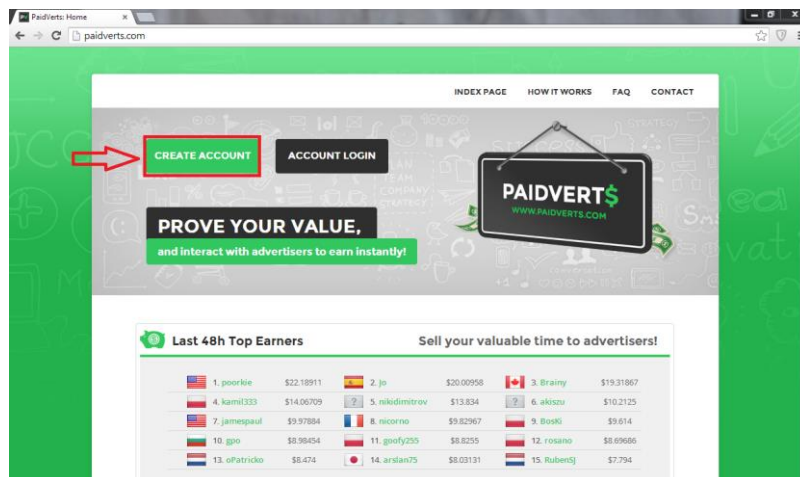 PaidVerts: Home
paidverts.com
INDEX PAGE HOW IT WORKS FAQ CONTACT
CREATE ACCOUNT ACCOUNT LOGIN
PAIDVERT$
WWW.PAIDVERTS.COM
PROVE YOUR VALUE,
and interact with advertisers to earn instantly!
Last 48h Top Earners Sell your valuable time to advertisers!
1. poorkie $22.18911 2. Jo $20.00958 3. Brainy $19.31867
4. kamil333 $14.06709 5. nikidimitrov $13.834 6. akiszu $10.2125
7. jamespaul $9.97884 8. nicorno $9.82967 9. BosKi $9.614
10. gpo $8.98454 11. goofy255 $8.8255 12. rosano $8.69686
13. oPatricko $8.474 14. arslan75 $8.03131 15. RubenSJ $7.794